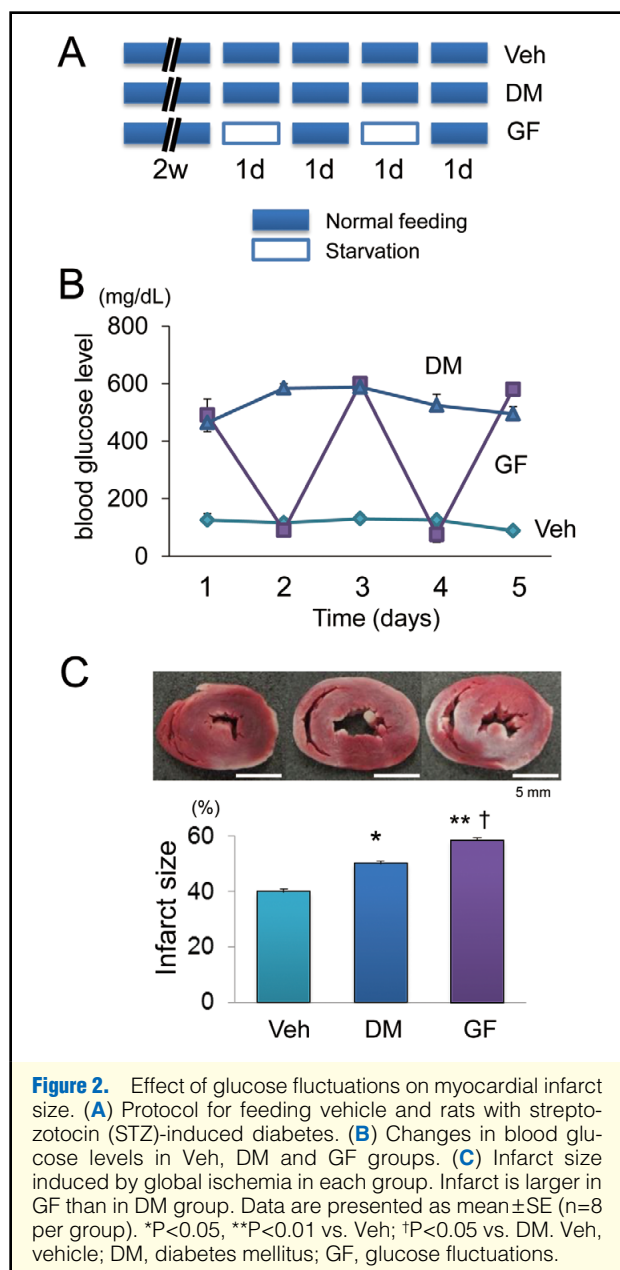 A
Veh
DM
GF
2w 1d 1d 1d 1d
Normal feeding
Starvation
B
(mg/dL)
blood glucose level
800
600
400
200
0
DM
GF
Veh
1 2 3 4 5
Time (days)
C
5 mm
(%)
Infarct size
60
40
20
0
*
** †
Veh DM GF
Figure 2. Effect of glucose fluctuations on myocardial infarct
size. (A) Protocol for feeding vehicle and rats with strepto-
zotocin (STZ)-induced diabetes. (B) Changes in blood glu-
cose levels in Veh, DM and GF groups. (C) Infarct size
induced by global ischemia in each group. Infarct is larger in
GF than in DM group. Data are presented as mean±SE (n=8
per group). *P<0.05, **P<0.01 vs. Veh; †P<0.05 vs. DM. Veh,
vehicle; DM, diabetes mellitus; GF, glucose fluctuations.